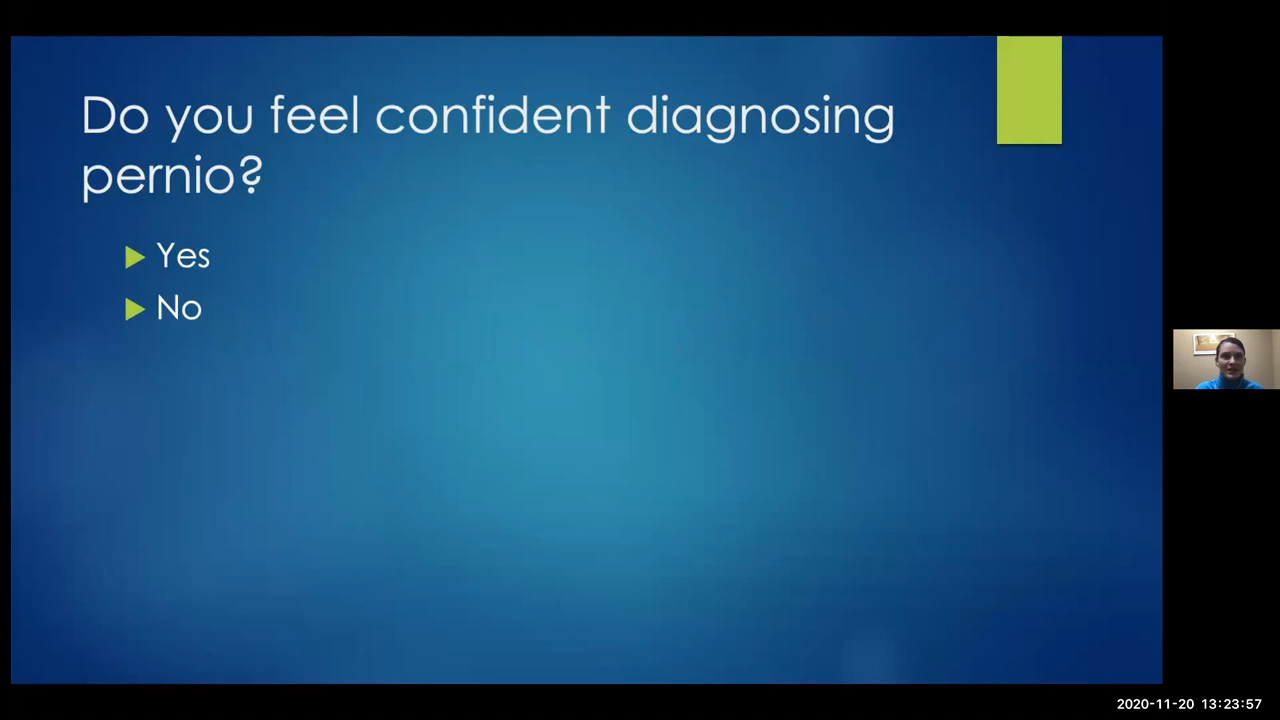 Do you feel confident diagnosing
pernio?
Yes
No
2020-11-20 13:23:57